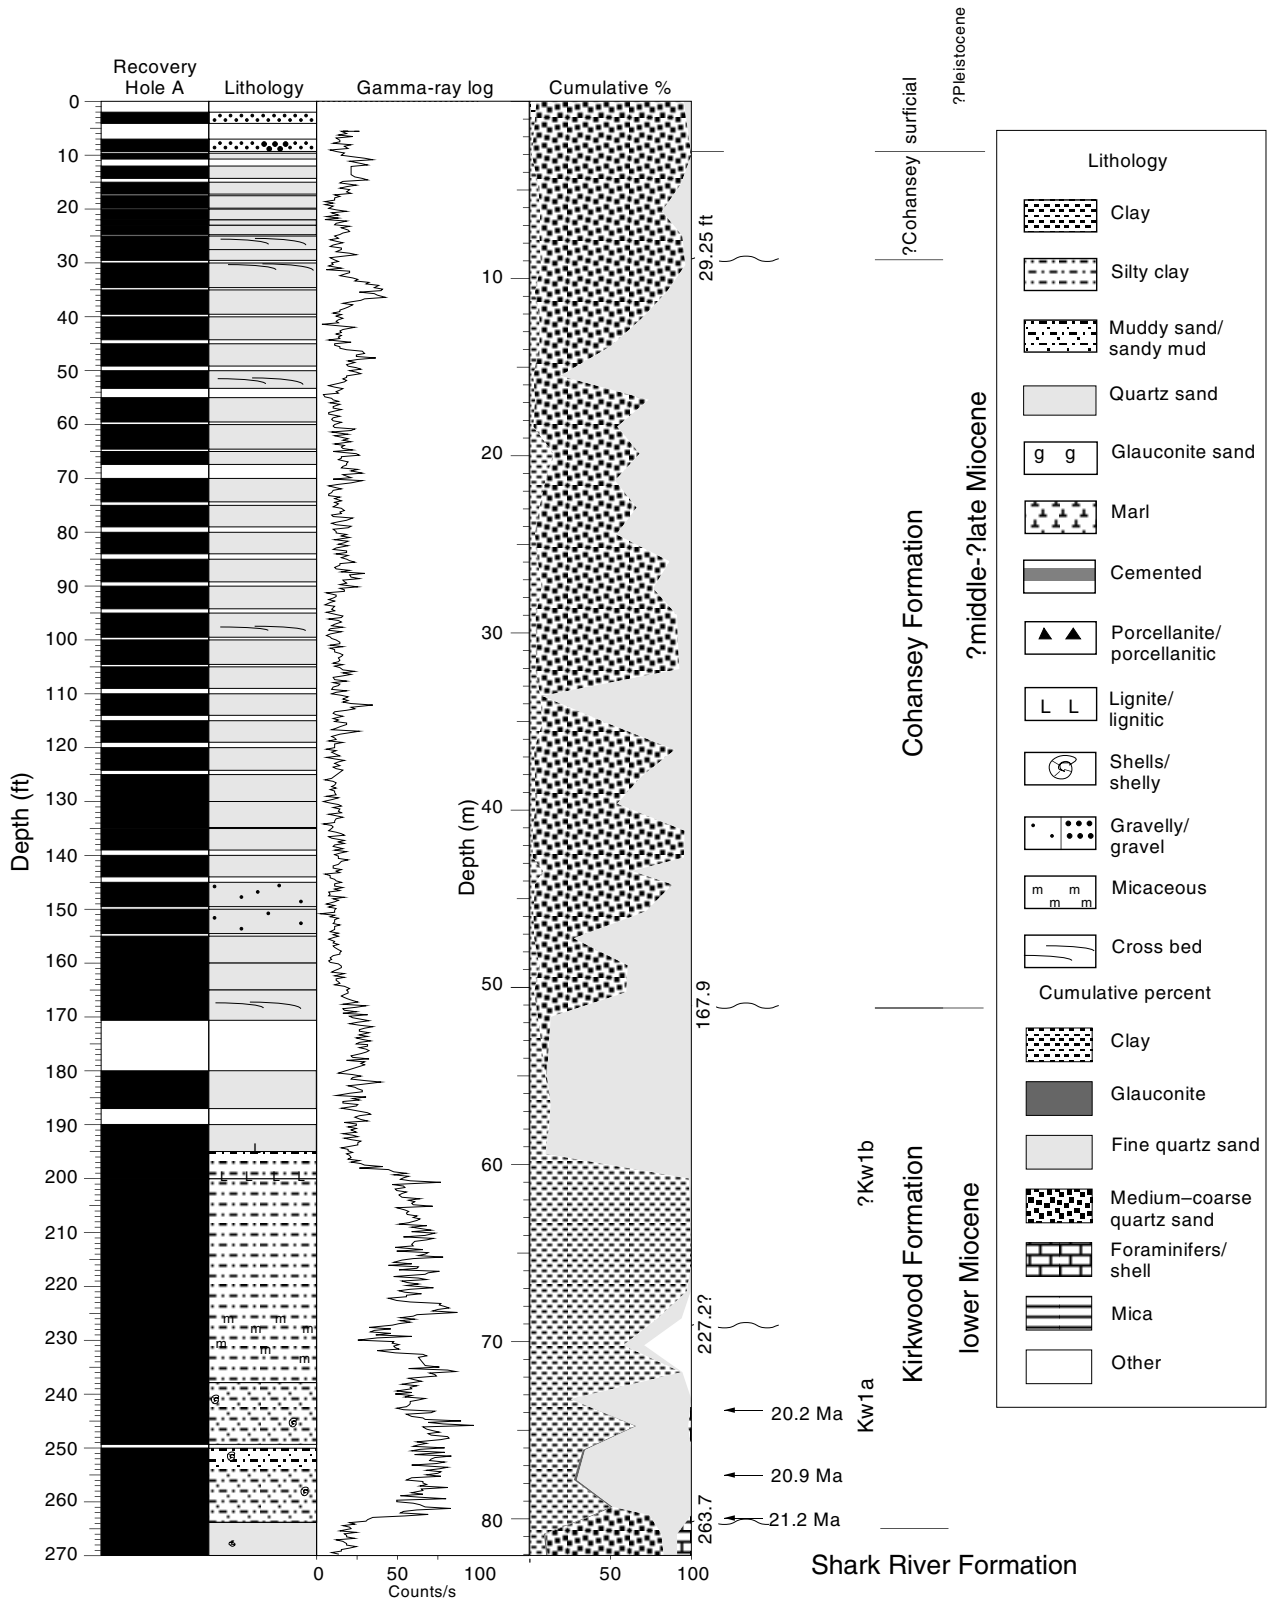 Recovery
Hole A
Lithology
Gamma-ray log
Cumulative %
surficial
?Pleistocene
0
10
20
30
40
50
60
70
80
90
100
110
120
130
140
150
160
170
180
190
200
210
220
230
240
250
260
270
Depth (ft)
L
L L L L
m m
m m
m
m m
0
50
100
Counts/s
10
20
30
40
50
60
70
80
Depth (m)
50
100
29.25 ft
167.9
227.2?
263.7
20.2 Ma
20.9 Ma
21.2 Ma
?Cohansey
Cohansey Formation
?middle-?late Miocene
?Kw1b
Kw1a
Kirkwood Formation
lower Miocene
Shark River Formation
Lithology
Clay
Silty clay
Muddy sand/
sandy mud
Quartz sand
g g
Glauconite sand
Marl
Cemented
Porcellanite/
porcellanitic
L L
Lignite/
lignitic
Shells/
shelly
Gravelly/
gravel
m m
m m
Micaceous
Cross bed
Cumulative percent
Clay
Glauconite
Fine quartz sand
Medium–coarse
quartz sand
Foraminifers/
shell
Mica
Other